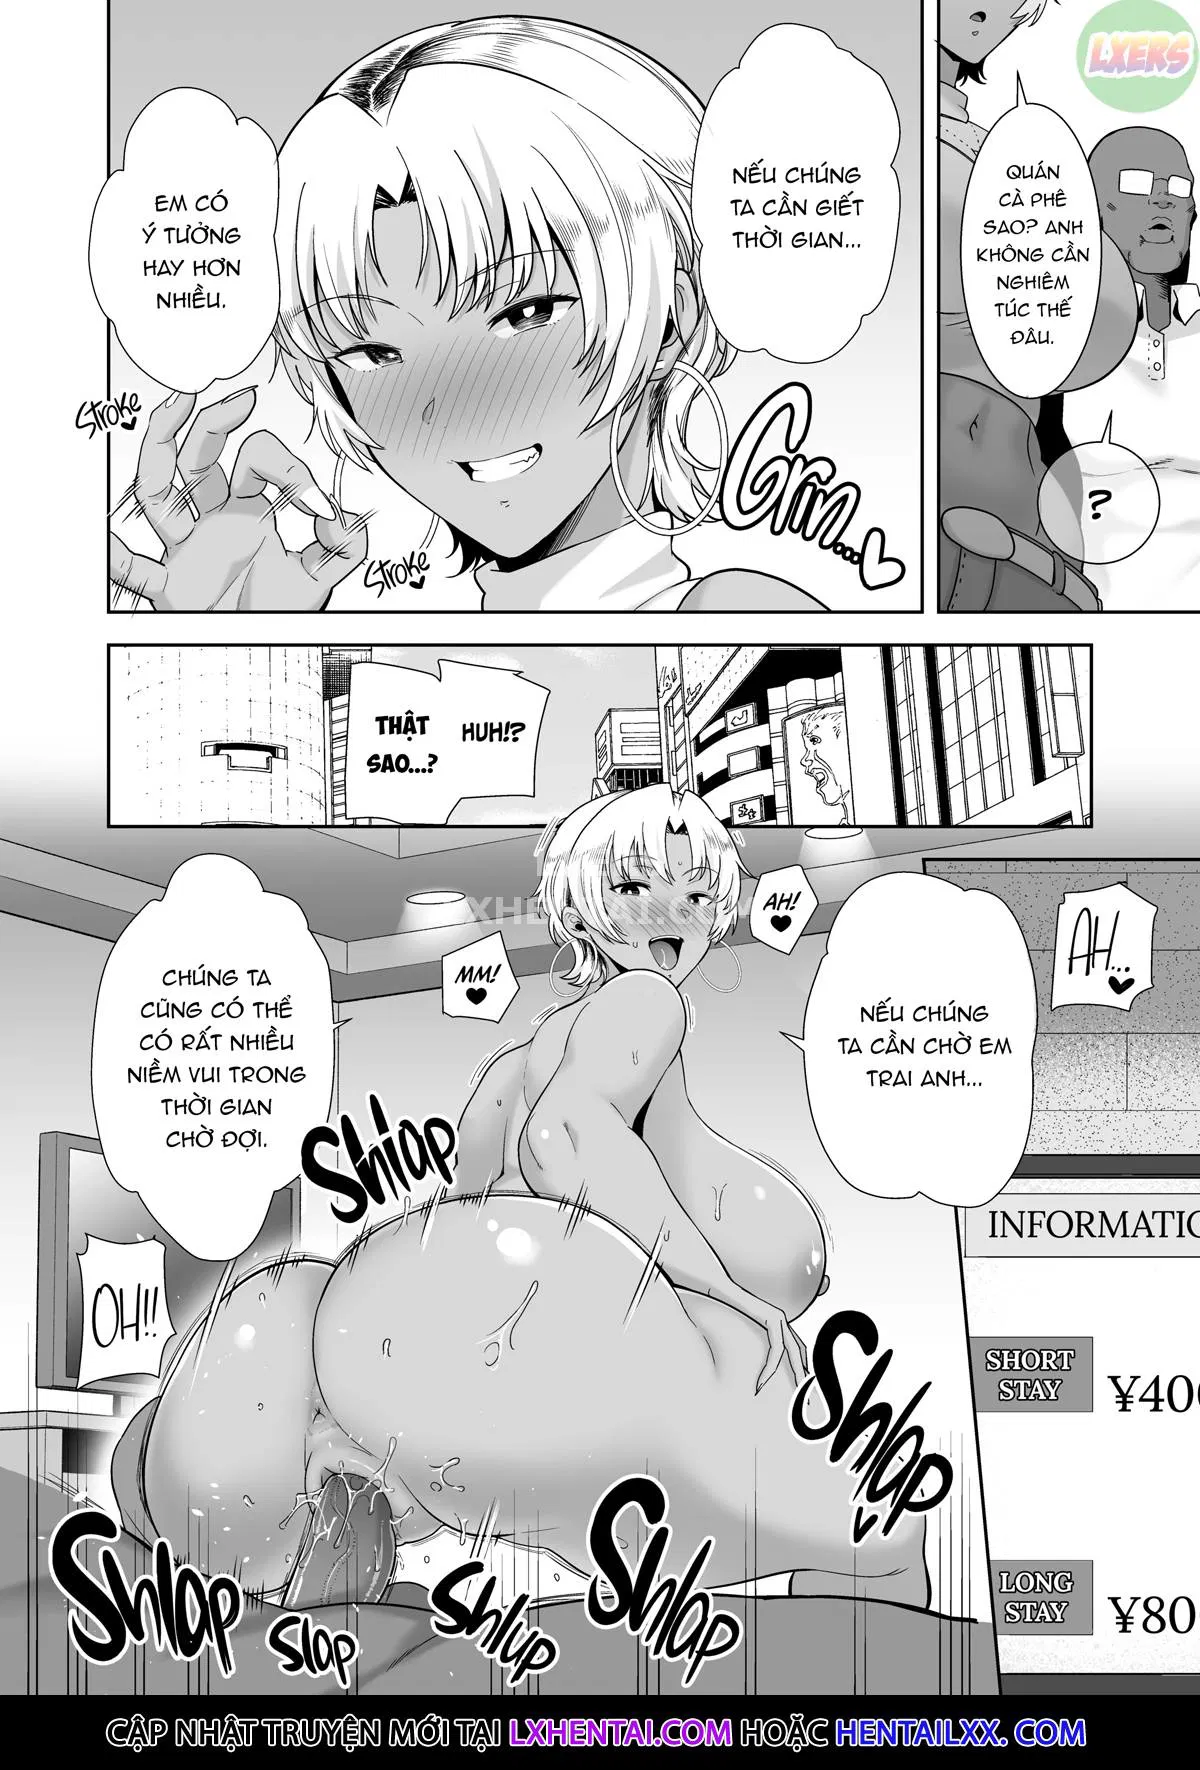 LXERS
QUÁN
CÀ PHÊ
SAO? ANH
KHÔNG CẦN
NGHIÊM
TÚC THẾ
ĐÂU.
?
NẾU CHÚNG
TA CẦN GIẾT
THỜI GIAN...
EM CÓ
Ý TƯỞNG
HAY HƠN
NHIỀU.
STROKE
STROKE
GRIN...
HUH!?
THẬT
SAO...?
LXHENTAI.COM
AH...
AH!
MM!
NẾU CHÚNG
TA CẦN CHỜ EM
TRAI ANH...
CHÚNG TA
CŨNG CÓ THỂ
CÓ RẤT NHIỀU
NIỀM VUI TRONG
THỜI GIAN
CHỜ ĐỢI.
SHLAP
OH!!
INFORMATIO
SHORT
STAY
¥400
SHLAP
LONG
STAY
¥80
SHLAP
SLAP
SHLUP
SHLAP
CẬP NHẬT TRUYỆN MỚI TẠI LXHENTAI.COM HOẶC HENTAILXX. COM